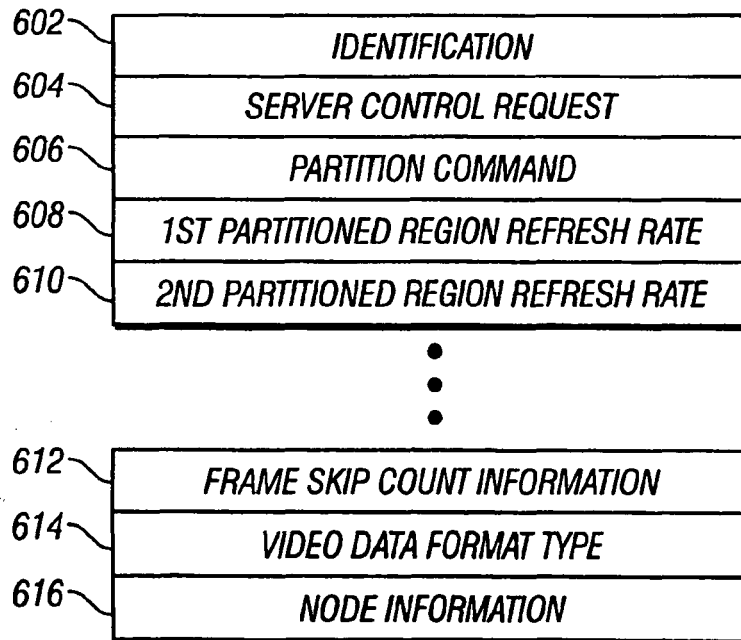 602 IDENTIFICATION
604 SERVER CONTROL REQUEST
606 PARTITION COMMAND
608 1ST PARTITIONED REGION REFRESH RATE
610 2ND PARTITIONED REGION REFRESH RATE
612 FRAME SKIP COUNT INFORMATION
614 VIDEO DATA FORMAT TYPE
616 NODE INFORMATION